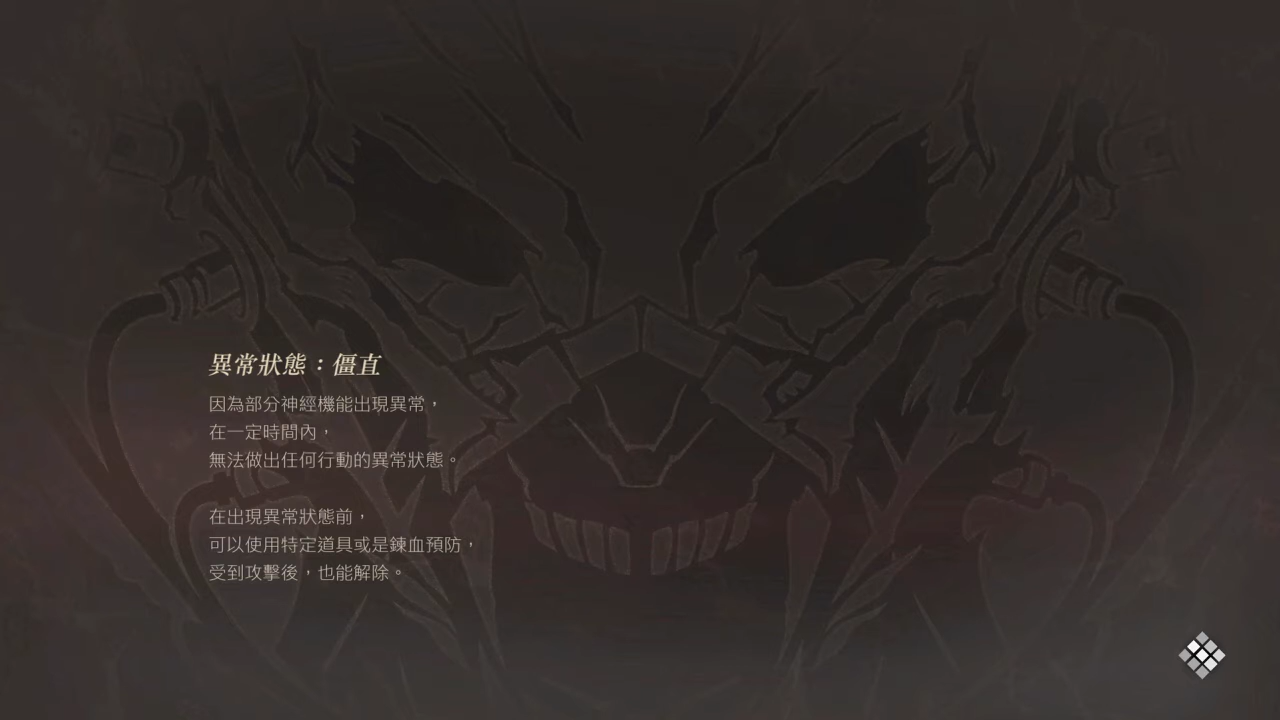 異常狀態：僵直
因為部分神經機能出現異常，
在一定時間內，
無法做出任何行動的異常狀態。
在出現異常狀態前，
可以使用特定道具或是鍊血預防，
受到攻擊後，也能解除。